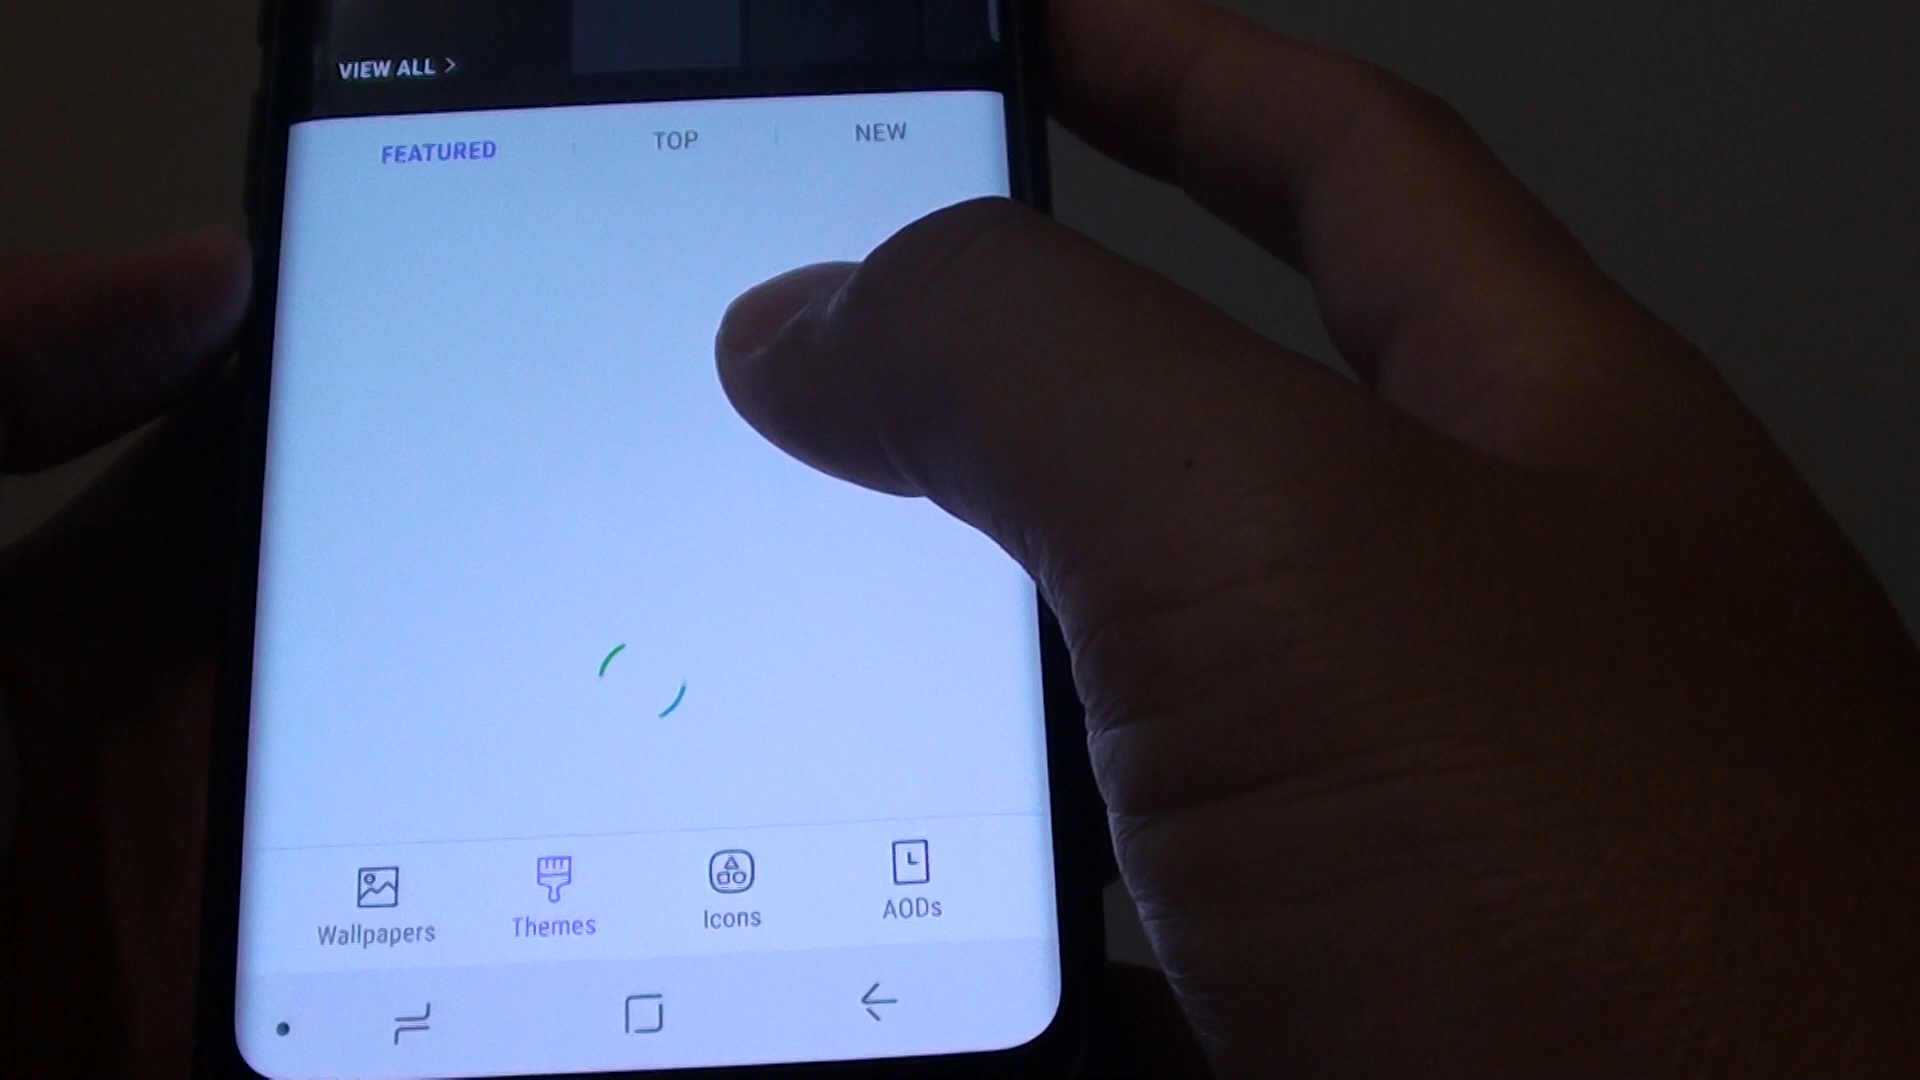 VIEW ALL >
FEATURED
TOP
NEW
Wallpapers
Themes
Icons
AODs